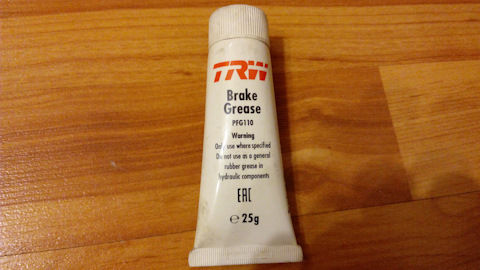 TRW
Brake
Grease
PFG110
Warning
Only use where specified
Do not use as a general
rubber grease in
hydraulic components
EAC
℮ 25g